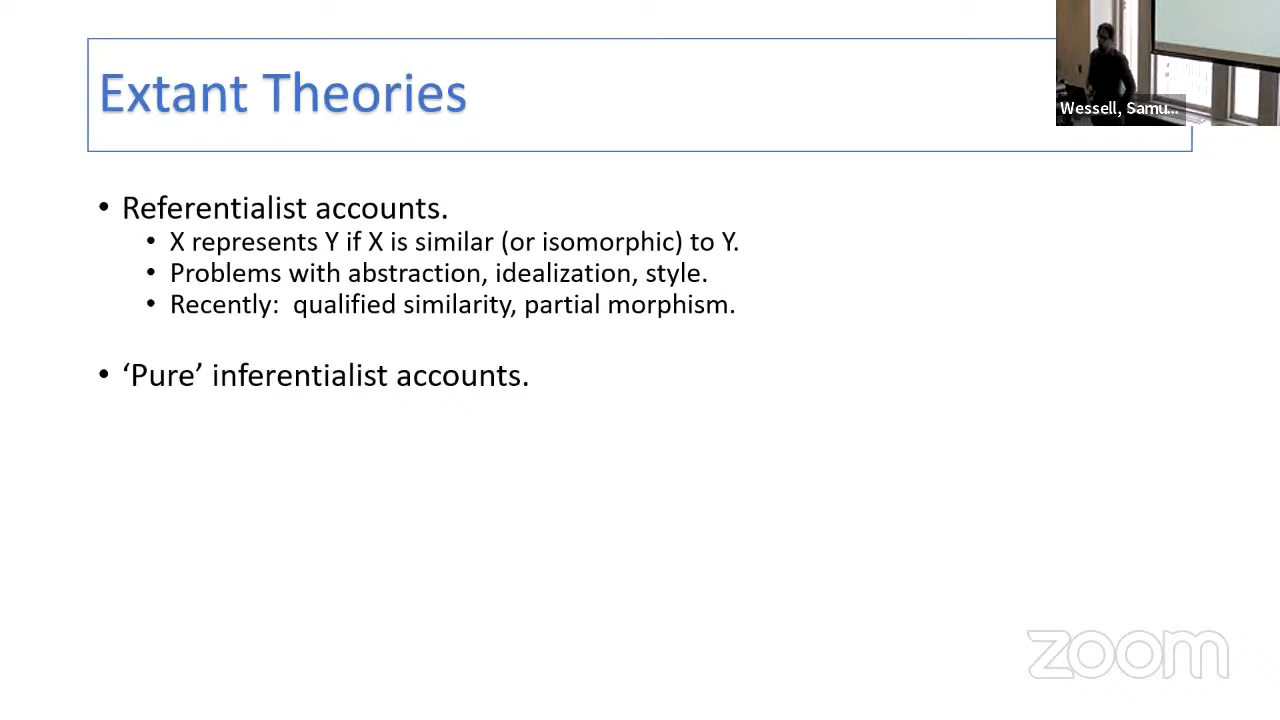 Extant Theories
Wessell, Samu...
• Referentialist accounts.
• X represents Y if X is similar (or isomorphic) to Y.
• Problems with abstraction, idealization, style.
• Recently:  qualified similarity, partial morphism.
• ‘Pure’ inferentialist accounts.
zoom